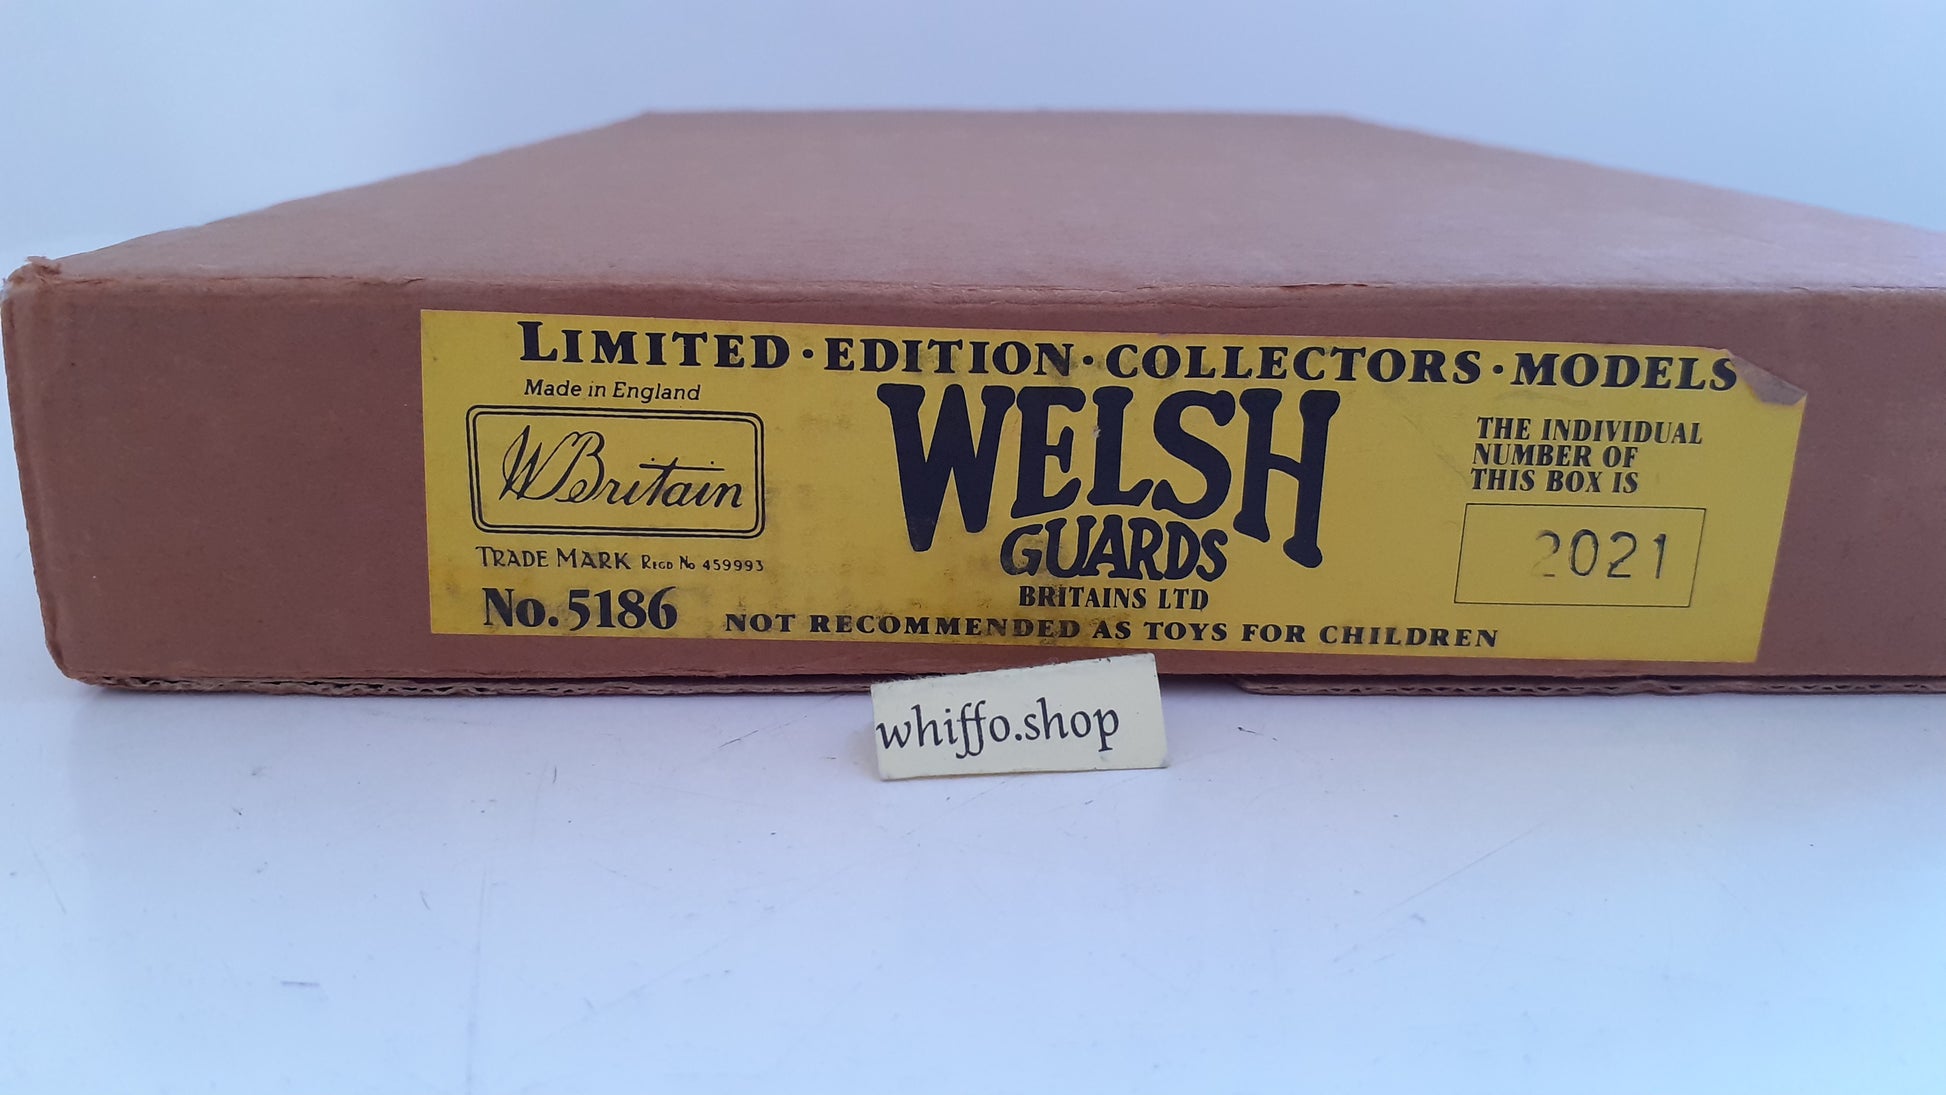 LIMITED · EDITION · COLLECTORS · MODELS
Made in England
WBritain
TRADE MARK REGD No 459993
No. 5186
WELSH
GUARDS
BRITAINS LTD
NOT RECOMMENDED AS TOYS FOR CHILDREN
THE INDIVIDUAL
NUMBER OF
THIS BOX IS
2021
whiffo.shop